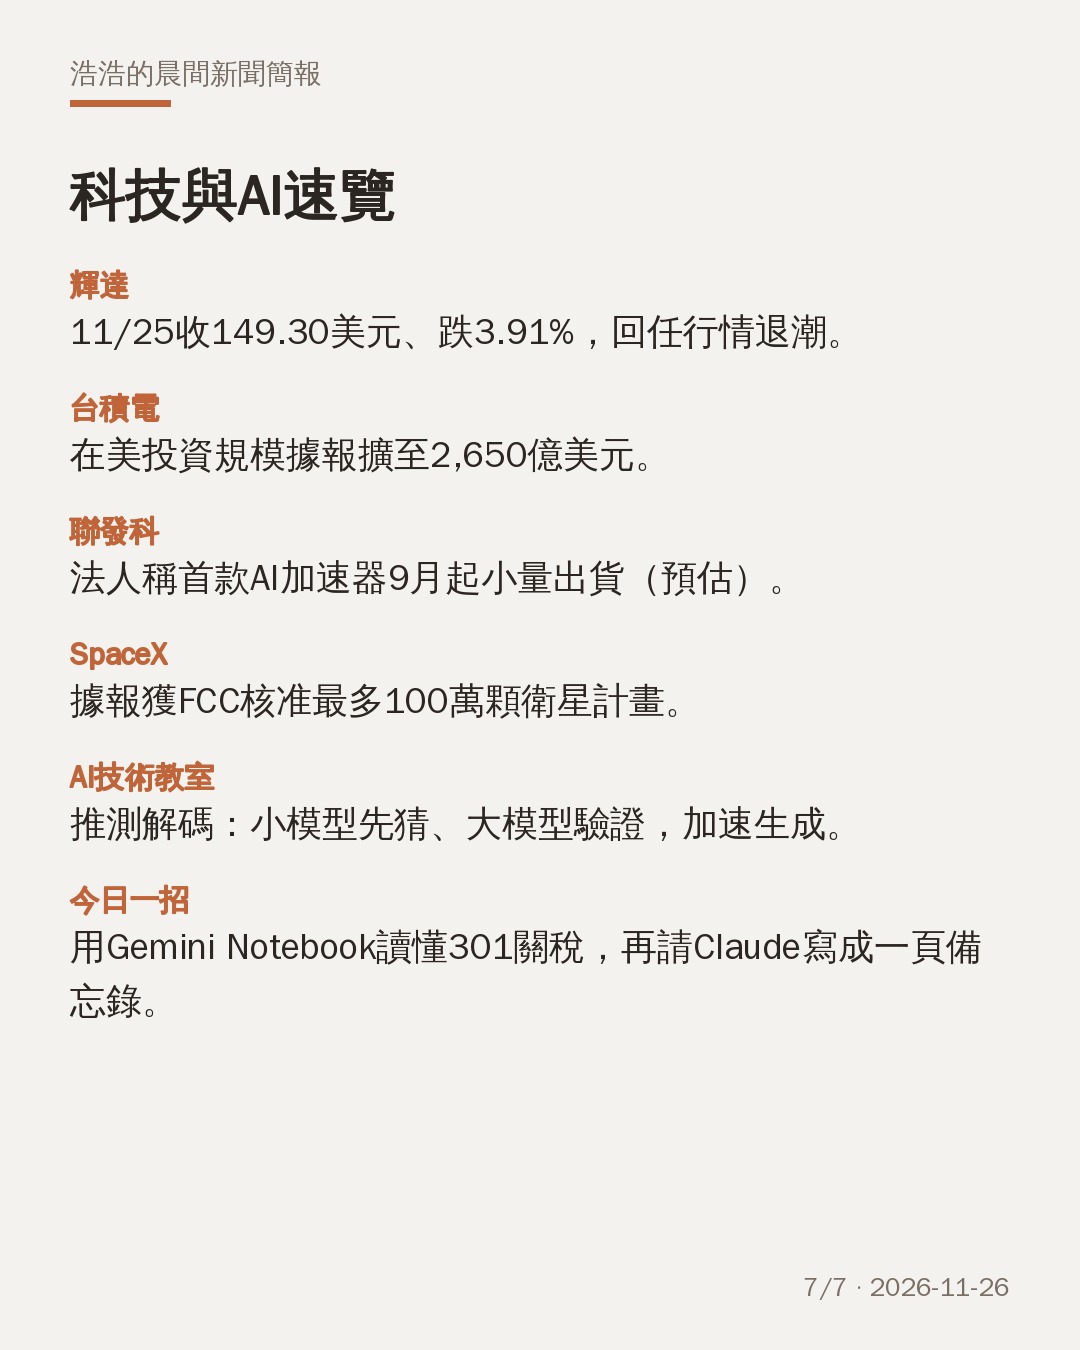 浩浩的晨間新聞簡報
科技與AI速覽
輝達
11/25收149.30美元、跌3.91%，回任行情退潮。
台積電
在美投資規模據報擴至2,650億美元。
聯發科
法人稱首款AI加速器9月起小量出貨（預估）。
SpaceX
據報獲FCC核准最多100萬顆衛星計畫。
AI技術教室
推測解碼：小模型先猜、大模型驗證，加速生成。
今日一招
用Gemini Notebook讀懂301關稅，再請Claude寫成一頁備
忘錄。
7/7 · 2026-11-26